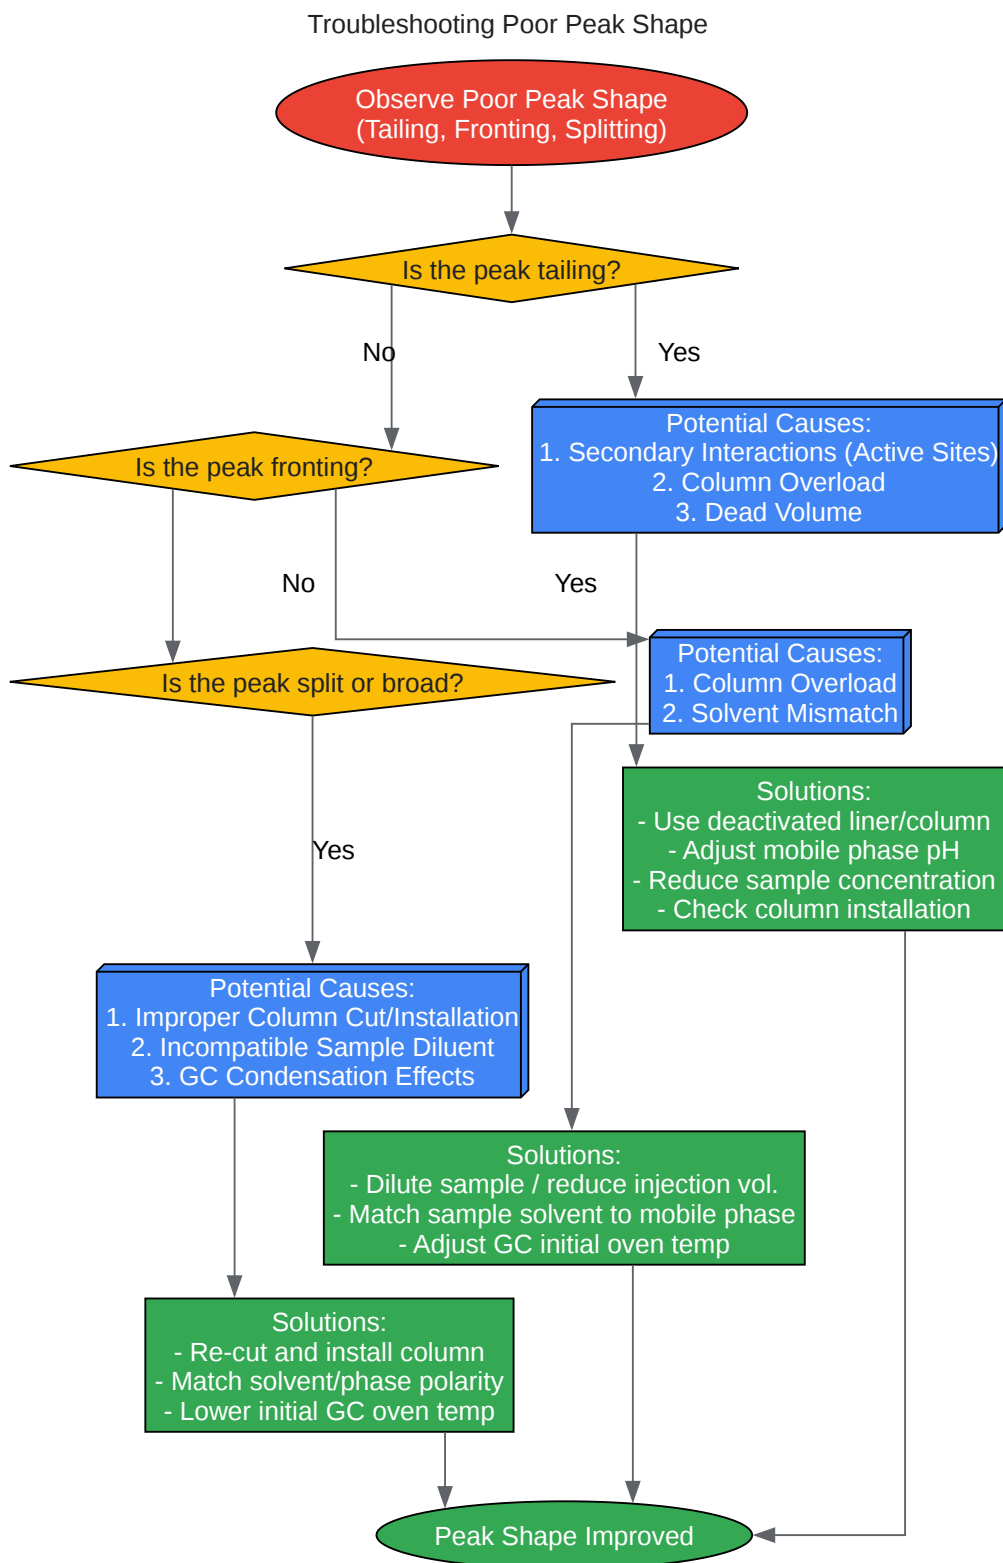 Troubleshooting Poor Peak Shape
Observe Poor Peak Shape
(Tailing, Fronting, Splitting)
Is the peak tailing?
No
Yes
Potential Causes:
1. Secondary Interactions (Active Sites)
2. Column Overload
3. Dead Volume
Is the peak fronting?
No
Yes
Potential Causes:
1. Column Overload
2. Solvent Mismatch
Is the peak split or broad?
Solutions:
- Use deactivated liner/column
- Adjust mobile phase pH
- Reduce sample concentration
- Check column installation
Yes
Potential Causes:
1. Improper Column Cut/Installation
2. Incompatible Sample Diluent
3. GC Condensation Effects
Solutions:
- Dilute sample / reduce injection vol.
- Match sample solvent to mobile phase
- Adjust GC initial oven temp
Solutions:
- Re-cut and install column
- Match solvent/phase polarity
- Lower initial GC oven temp
Peak Shape Improved